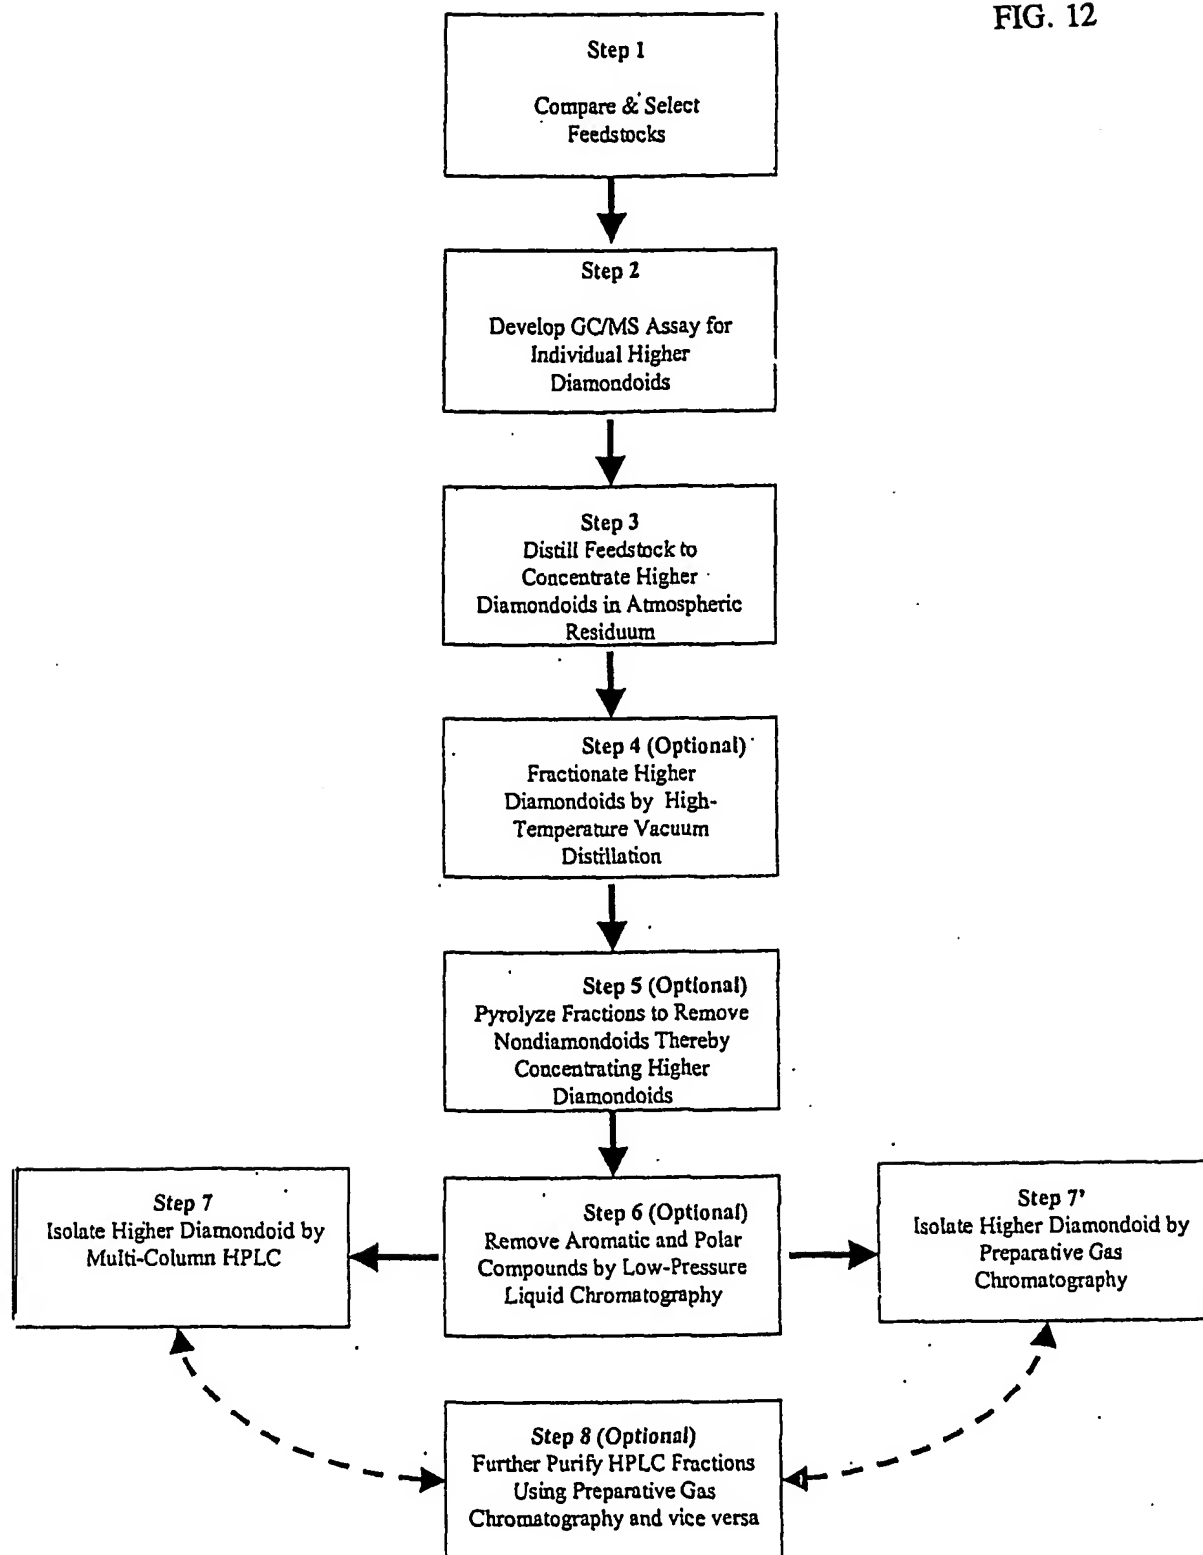 FIG. 12
Step 1
Compare & Select
Feedstocks
Step 2
Develop GC/MS Assay for
Individual Higher
Diamondoids
Step 3
Distill Feedstock to
Concentrate Higher
Diamondoids in Atmospheric
Residuum
Step 4 (Optional)
Fractionate Higher
Diamondoids by High-
Temperature Vacuum
Distillation
Step 5 (Optional)
Pyrolyze Fractions to Remove
Nondiamondoids Thereby
Concentrating Higher
Diamondoids
Step 7
Isolate Higher Diamondoid by
Multi-Column HPLC
Step 6 (Optional)
Remove Aromatic and Polar
Compounds by Low-Pressure
Liquid Chromatography
Step 7'
Isolate Higher Diamondoid by
Preparative Gas
Chromatography
Step 8 (Optional)
Further Purify HPLC Fractions
Using Preparative Gas
Chromatography and vice versa